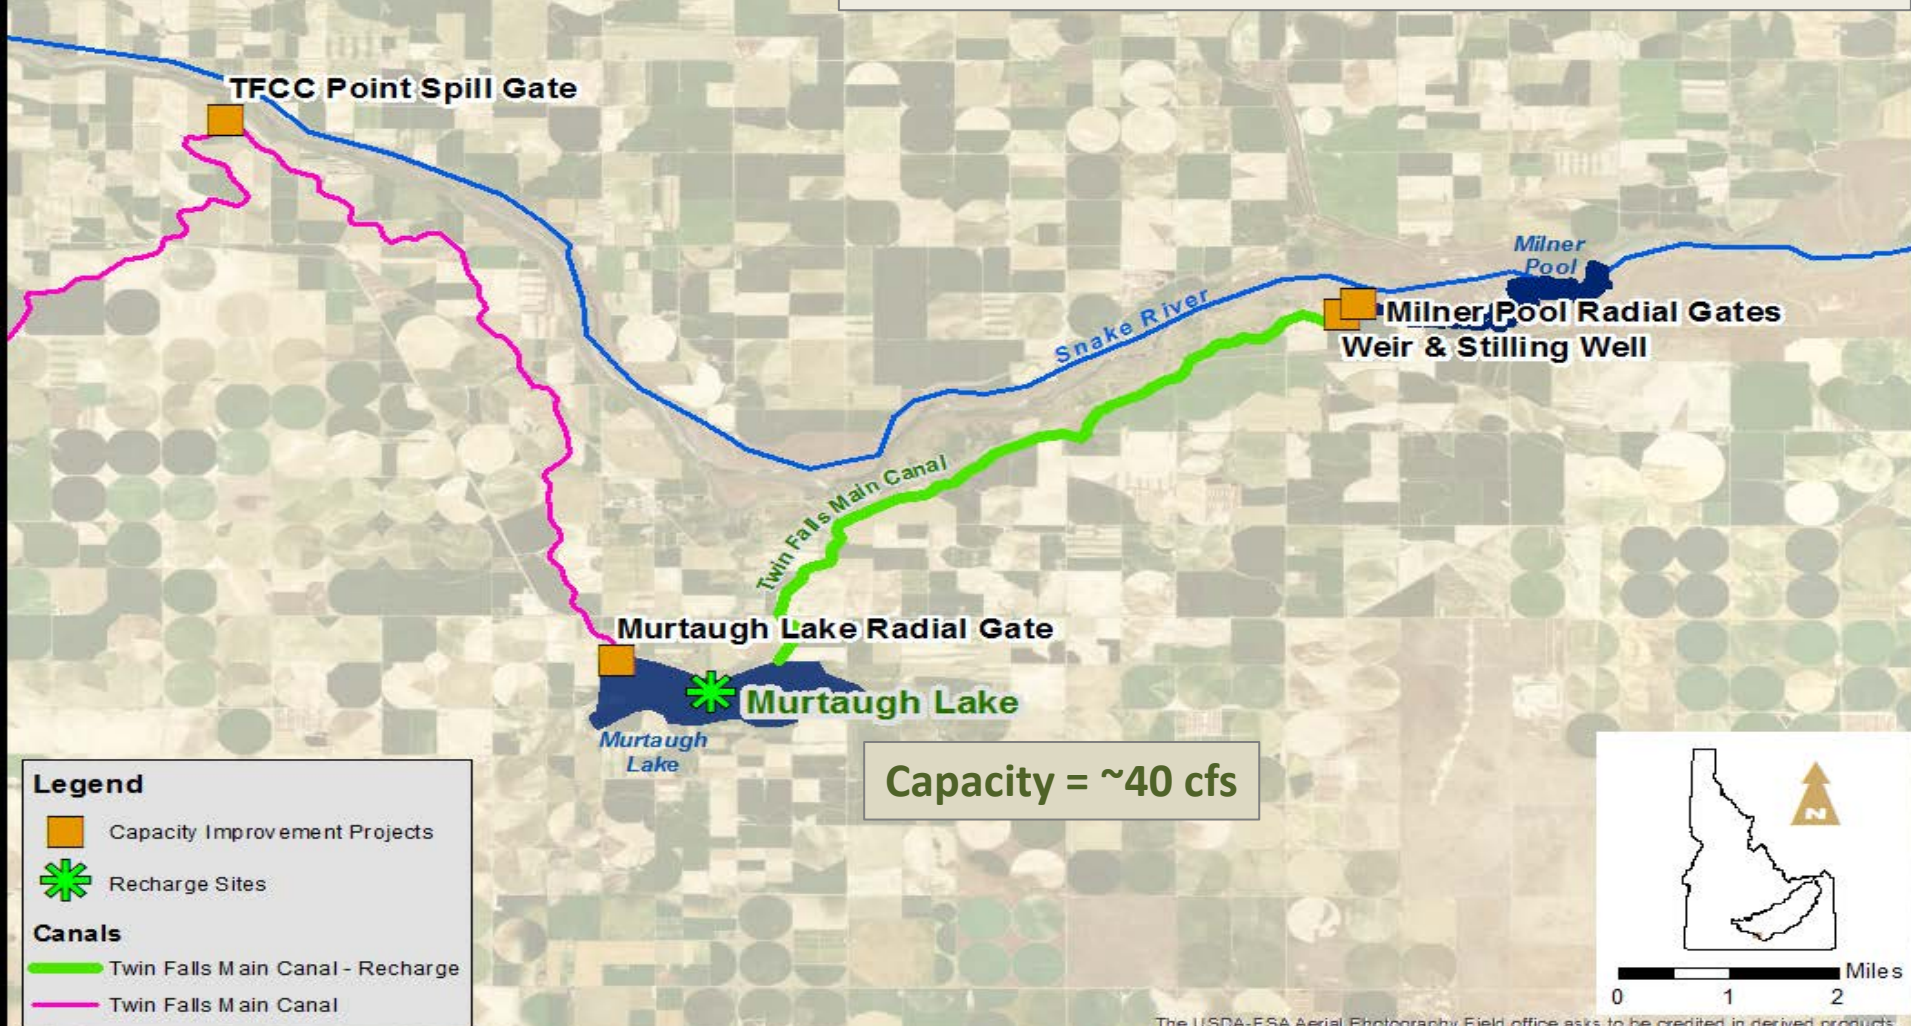 TFCC Point Spill Gate
Milner
Pool
Snake River
Milner Pool Radial Gates
Weir & Stilling Well
Twin Falls Main Canal
Murtaugh Lake Radial Gate
Murtaugh Lake
Murtaugh
Lake
Capacity = ~40 cfs
Legend
Capacity Improvement Projects
Recharge Sites
Canals
Twin Falls Main Canal - Recharge
Twin Falls Main Canal
N
Miles
0 1 2
The USDA-FSA Aerial Photography Field office asks to be credited in derived products